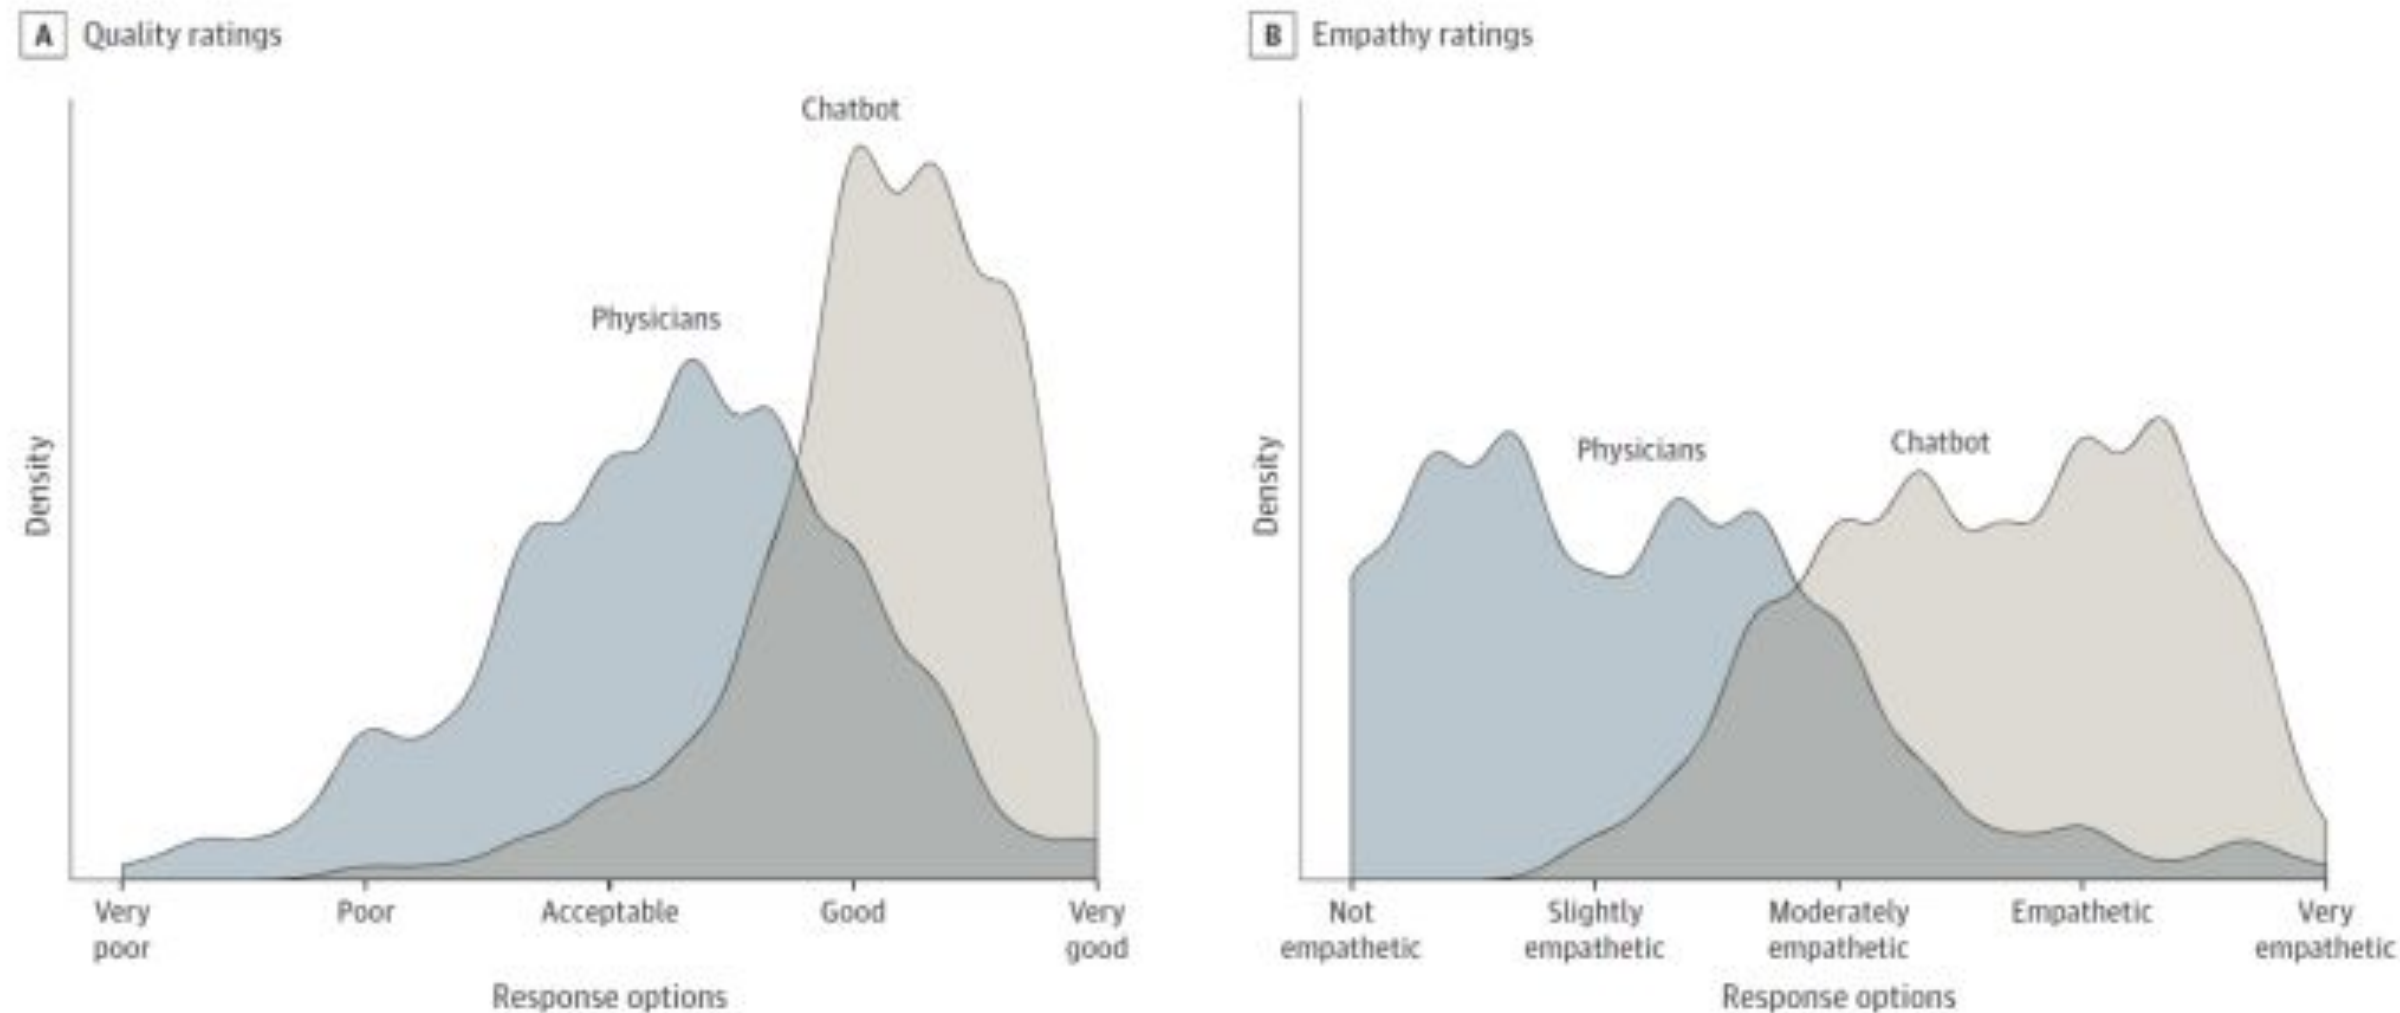 A Quality ratings
Chatbot
Physicians
Density
Very poor
Poor
Acceptable
Good
Very good
Response options
B Empathy ratings
Physicians
Chatbot
Density
Not empathetic
Slightly empathetic
Moderately empathetic
Empathetic
Very empathetic
Response options